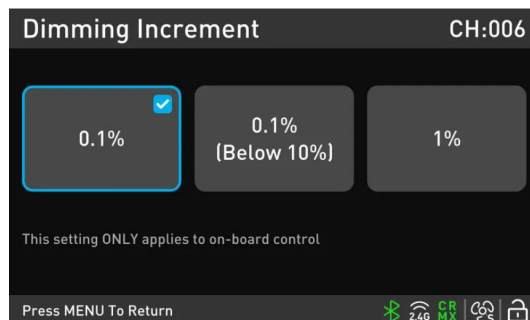 Dimming Increment CH:006
0.1%
0.1%
(Below 10%)
1%
This setting ONLY applies to on-board control
Press MENU To Return
2.4G
CR
MX